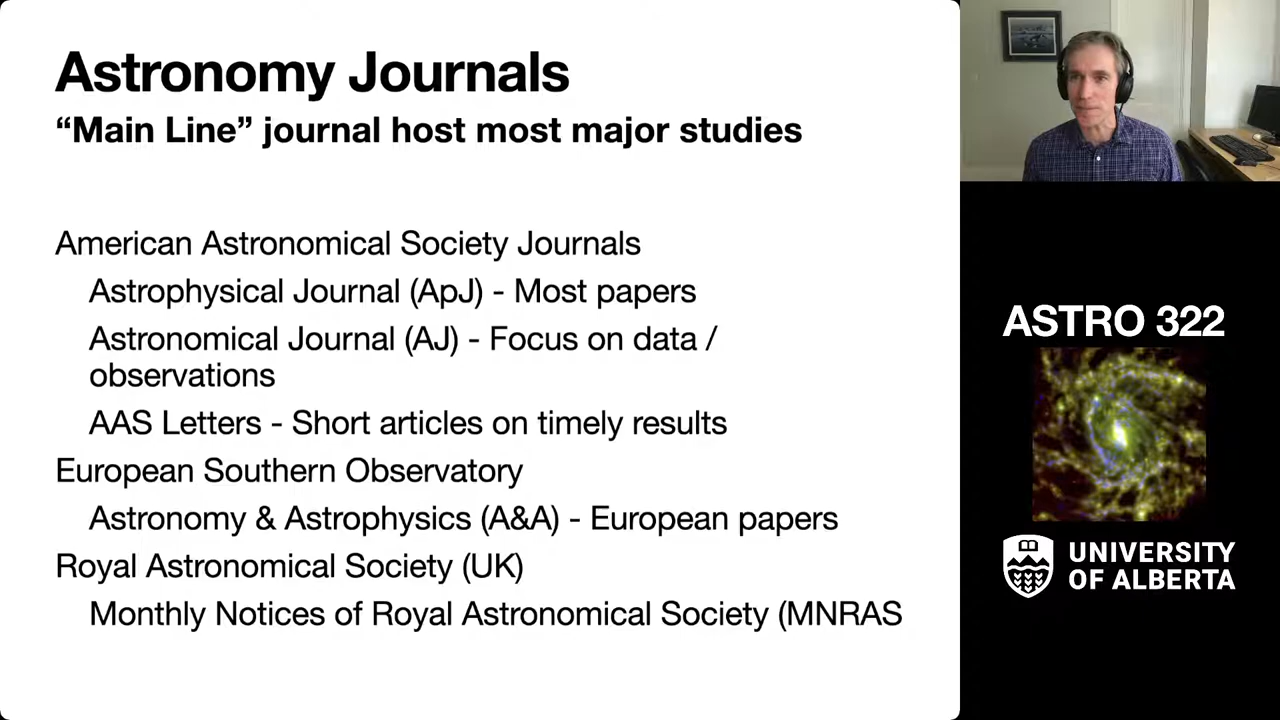 Astronomy Journals
“Main Line” journal host most major studies
American Astronomical Society Journals
Astrophysical Journal (ApJ) - Most papers
Astronomical Journal (AJ) - Focus on data /
observations
AAS Letters - Short articles on timely results
European Southern Observatory
Astronomy & Astrophysics (A&A) - European papers
Royal Astronomical Society (UK)
Monthly Notices of Royal Astronomical Society (MNRAS
ASTRO 322
UNIVERSITY
OF ALBERTA